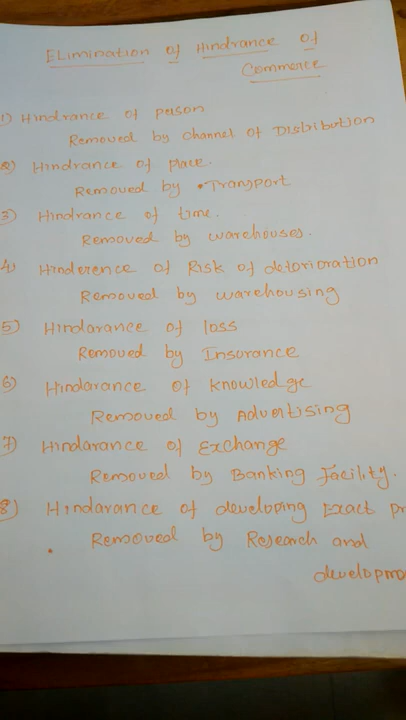 Elimination of Hindrance of
Commerce
1) Hindrance of person
Removed by channel of Distribution
2) Hindrance of place.
Removed by Transport
3) Hindrance of time.
Removed by warehouses.
4) Hinderence of Risk of detorioration
Removed by warehousing
5) Hindarance of loss
Removed by Insurance
6) Hindarance of knowledge
Removed by Advertising
7) Hindarance of Exchange
Removed by Banking facility.
8) Hindarance of developing Exact
Removed by Research and